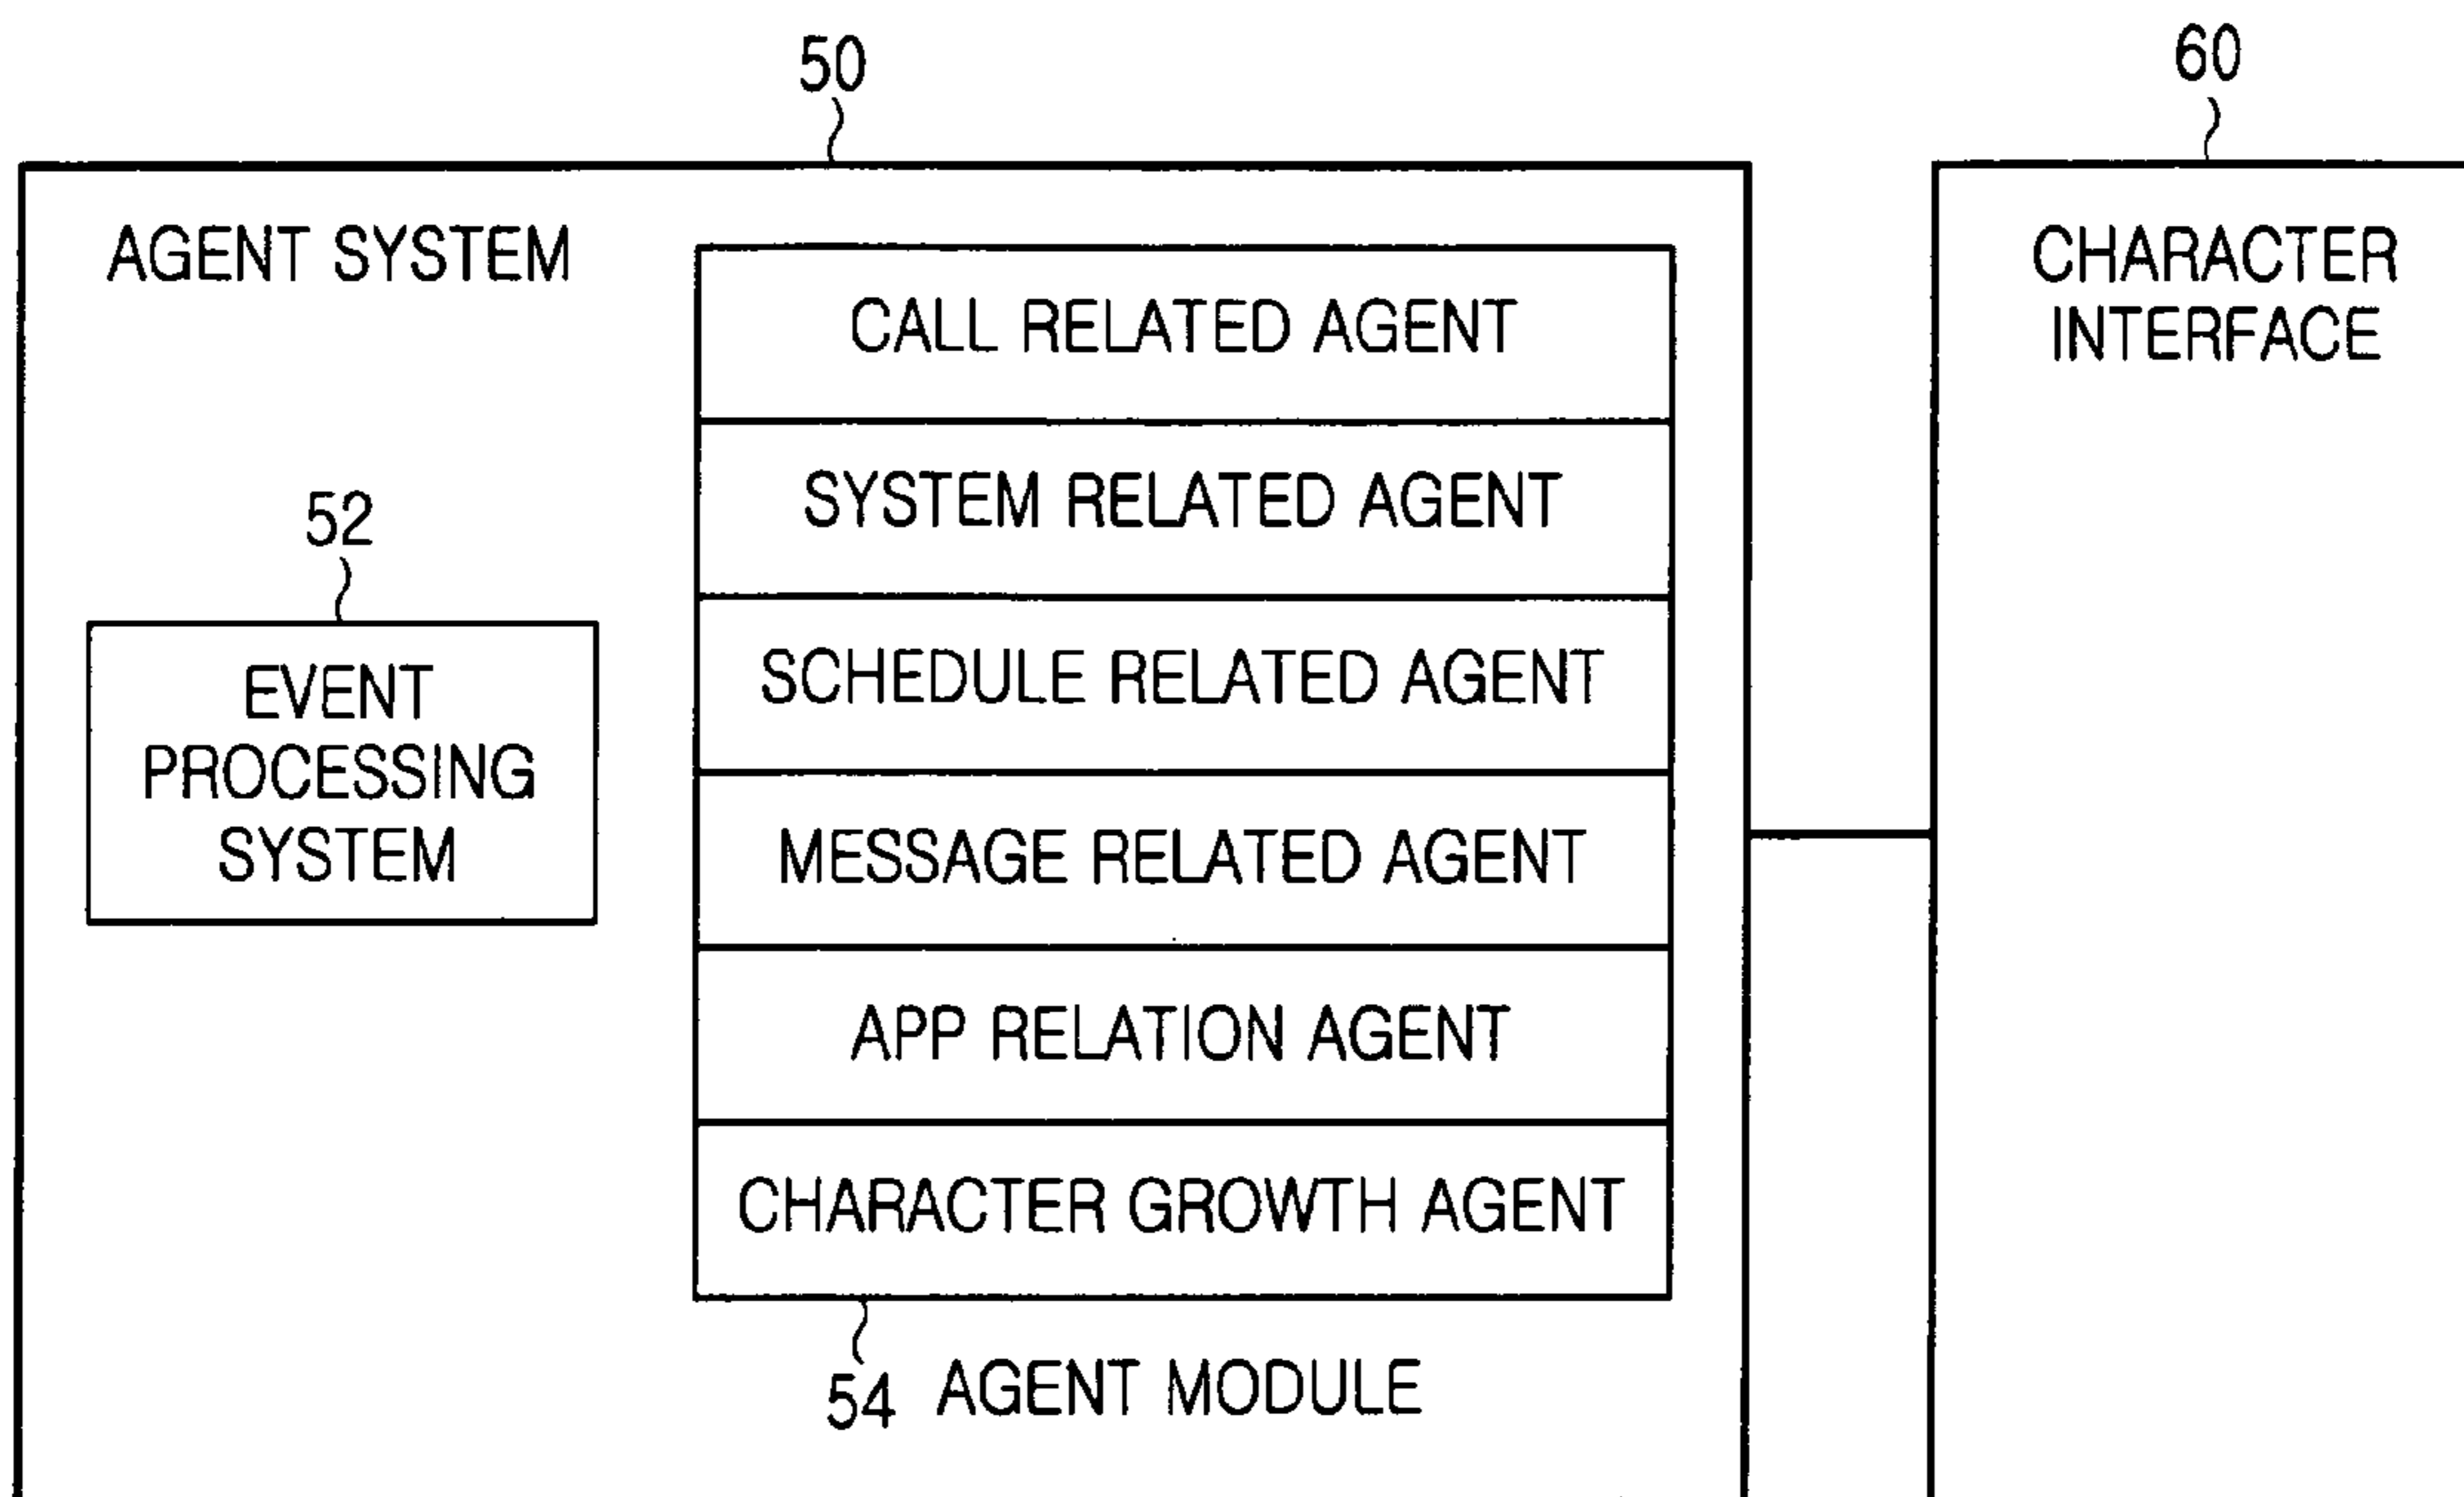 50
60
AGENT SYSTEM
CHARACTER
INTERFACE
CALL RELATED AGENT
SYSTEM RELATED AGENT
52
SCHEDULE RELATED AGENT
EVENT
PROCESSING
SYSTEM
MESSAGE RELATED AGENT
APP RELATION AGENT
CHARACTER GROWTH AGENT
54 AGENT MODULE